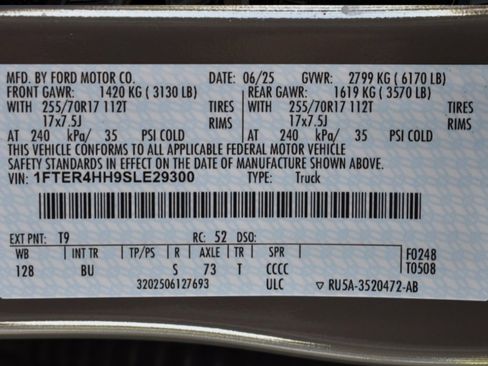 MFD. BY FORD MOTOR CO. DATE: 06/25 GVWR: 2799 KG ( 6170 LB)
FRONT GAWR: 1420 KG ( 3130 LB) REAR GAWR: 1619 KG ( 3570 LB)
WITH 255/70R17 112T TIRES WITH 255/70R17 112T TIRES
17x7.5J RIMS 17x7.5J RIMS
AT 240 kPa/ 35 PSI COLD AT 240 kPa/ 35 PSI COLD
THIS VEHICLE CONFORMS TO ALL APPLICABLE FEDERAL MOTOR VEHICLE
SAFETY STANDARDS IN EFFECT ON THE DATE OF MANUFACTURE SHOWN ABOVE.
VIN: 1FTER4HH9SLE29300 TYPE: Truck
EXT PNT: T9 RC: 52 DSO:
WB INT TR TP/PS R AXLE TR SPR F0248
128 BU S 73 T CCCC T0508
3202506127693 ULC ▽ RU5A-3520472-AB